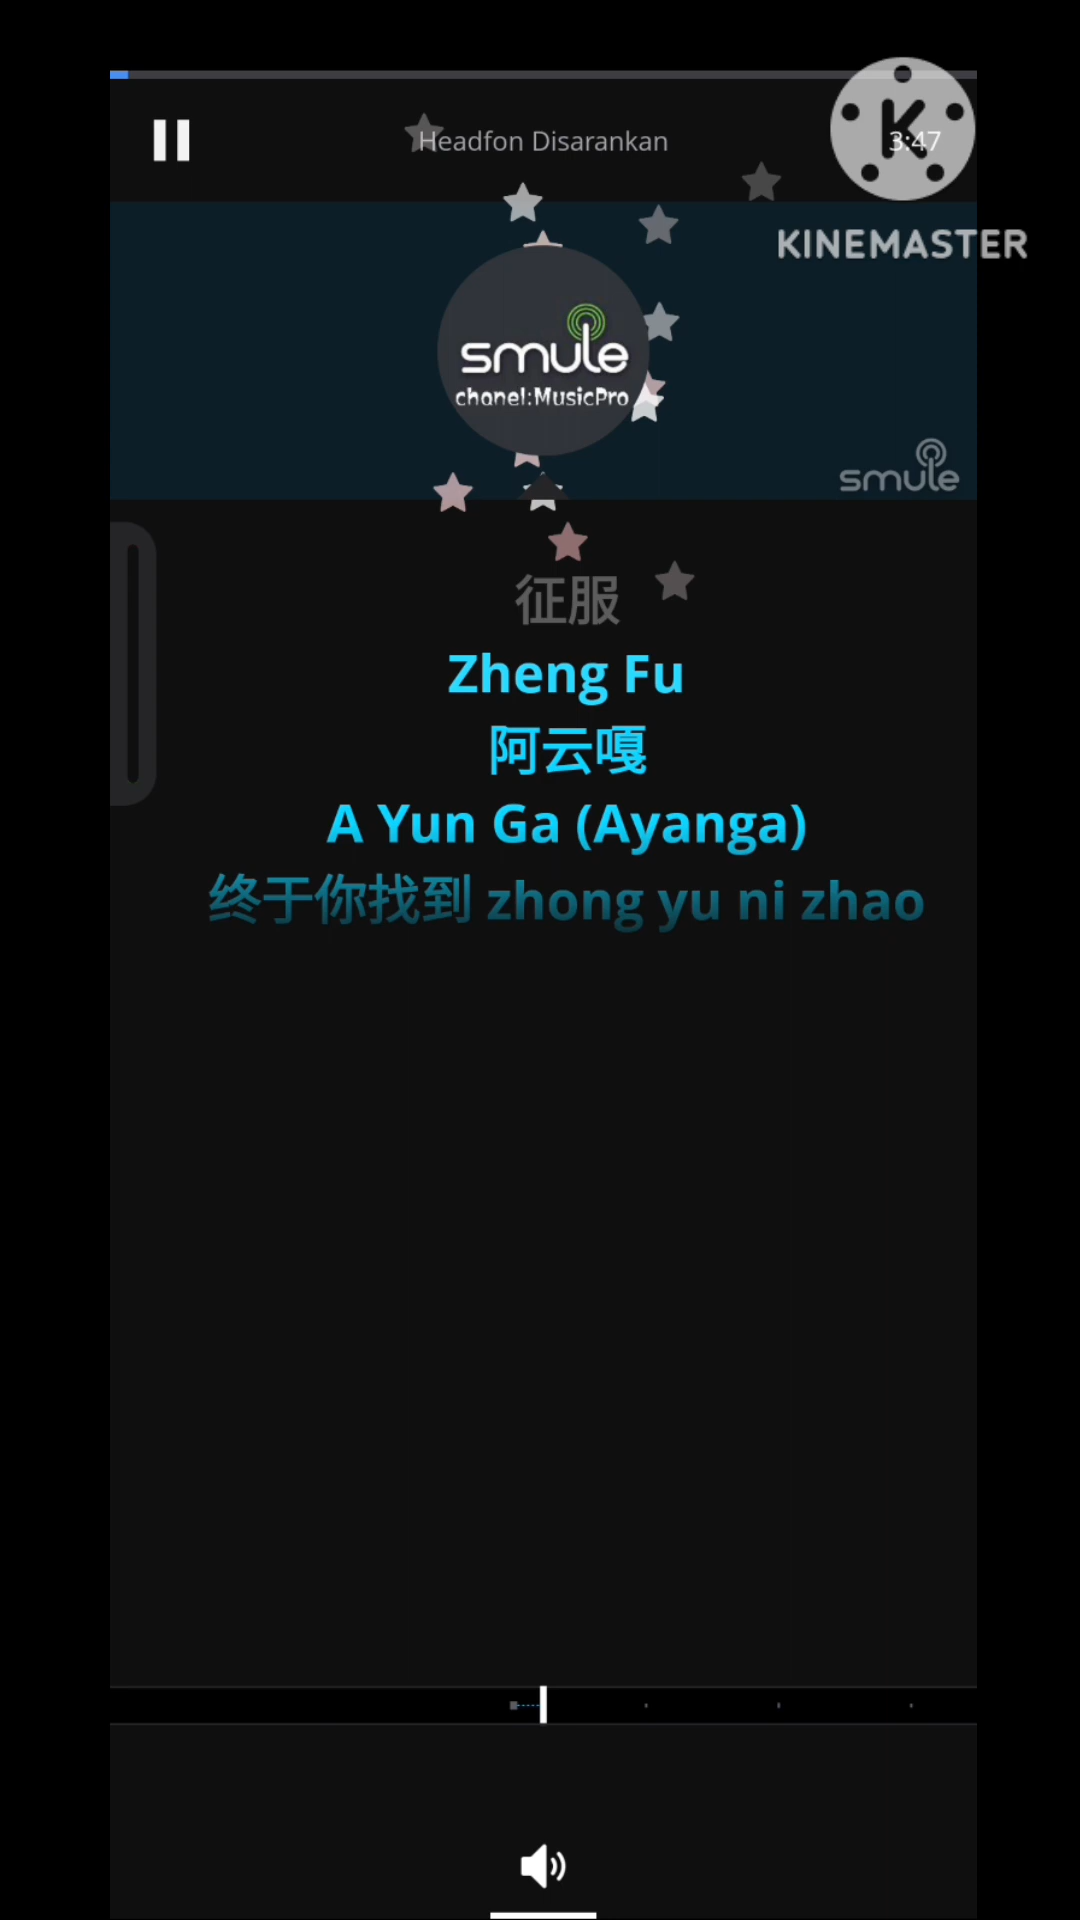 Headfon Disarankan
3:47
K
KINEMASTER
smule
chanel:MusicPro
smule
征服
Zheng Fu
阿云嘎
A Yun Ga (Ayanga)
终于你找到 zhong yu ni zhao